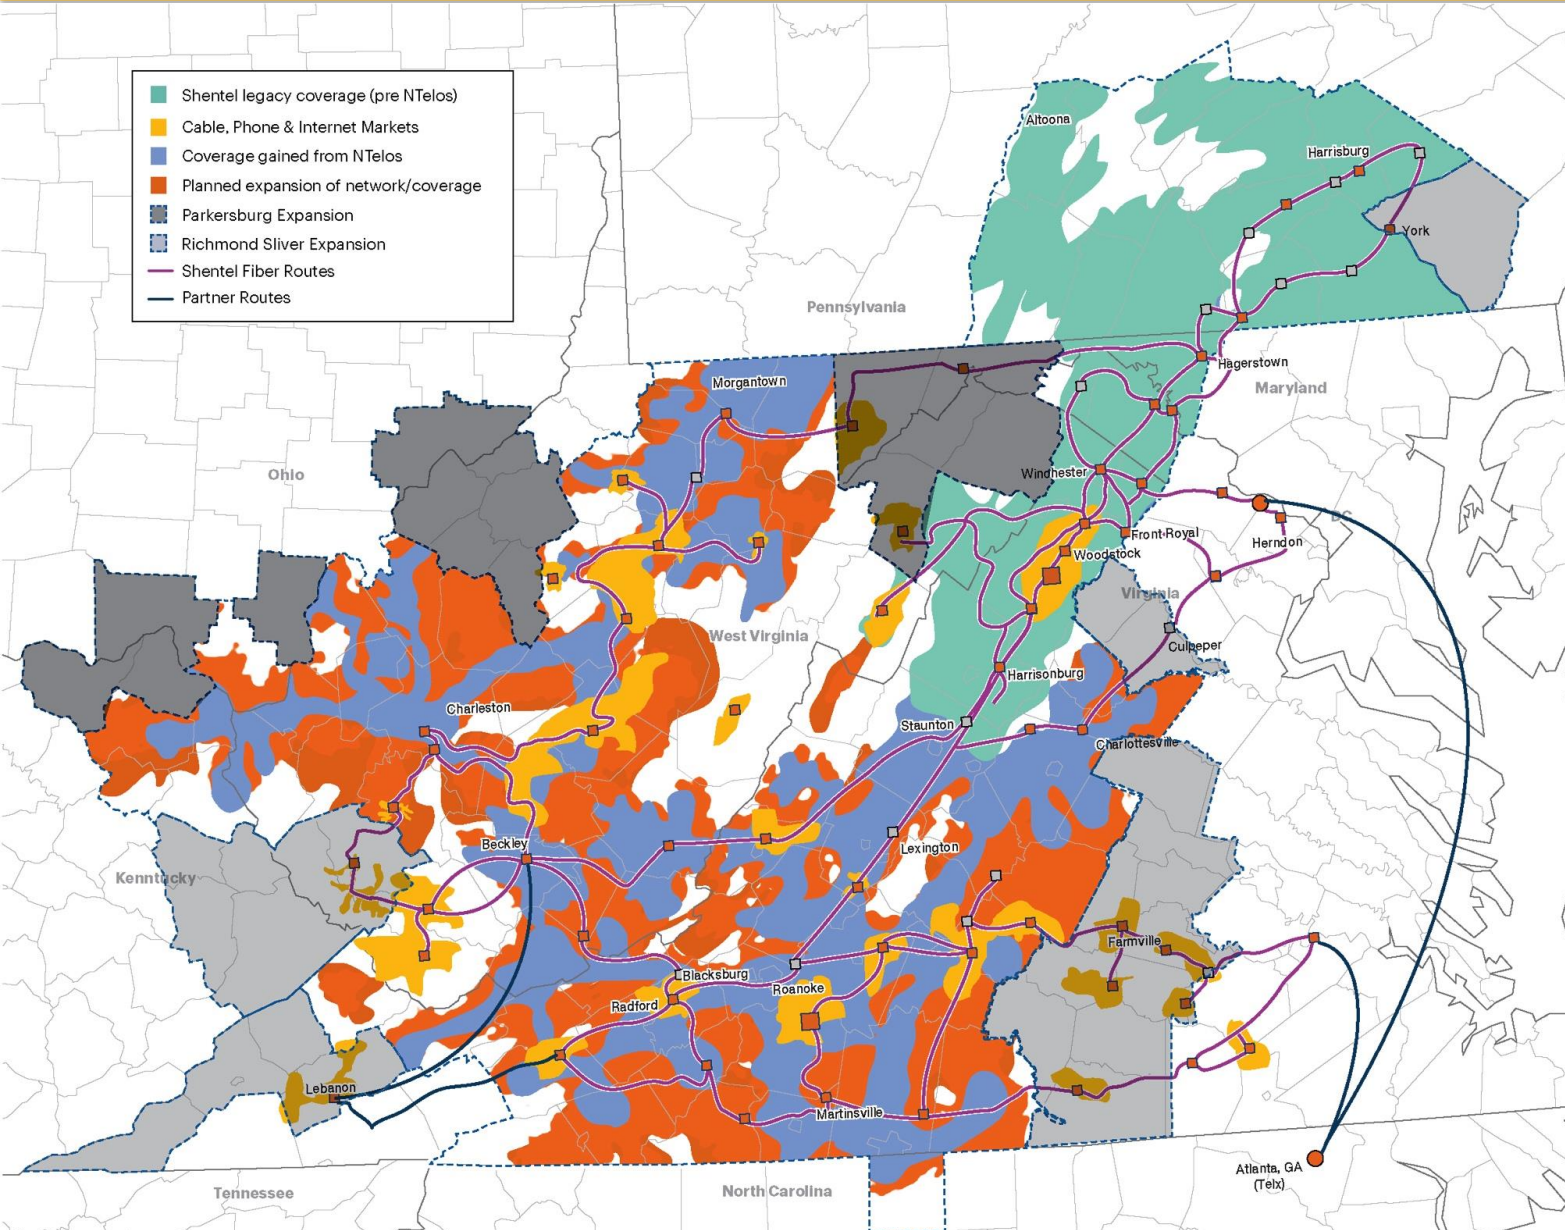 Shentel legacy coverage (pre NTelos)
Cable, Phone & Internet Markets
Coverage gained from NTelos
Planned expansion of network/coverage
Parkersburg Expansion
Richmond Sliver Expansion
Shentel Fiber Routes
Partner Routes
Altoona
Harrisburg
York
Pennsylvania
Hagerstown
Maryland
Morgantown
Ohio
Windhester
DC
Front Royal
Herndon
Woodstock
Virginia
West Virginia
Culpeper
Harrisonburg
Charleston
Staunton
Charlottesville
Beckley
Lexington
Kenntucky
Farmville
Blacksburg
Roanoke
Radford
Lebanon
Martinsville
Atlanta, GA
(Telx)
Tennessee
North Carolina